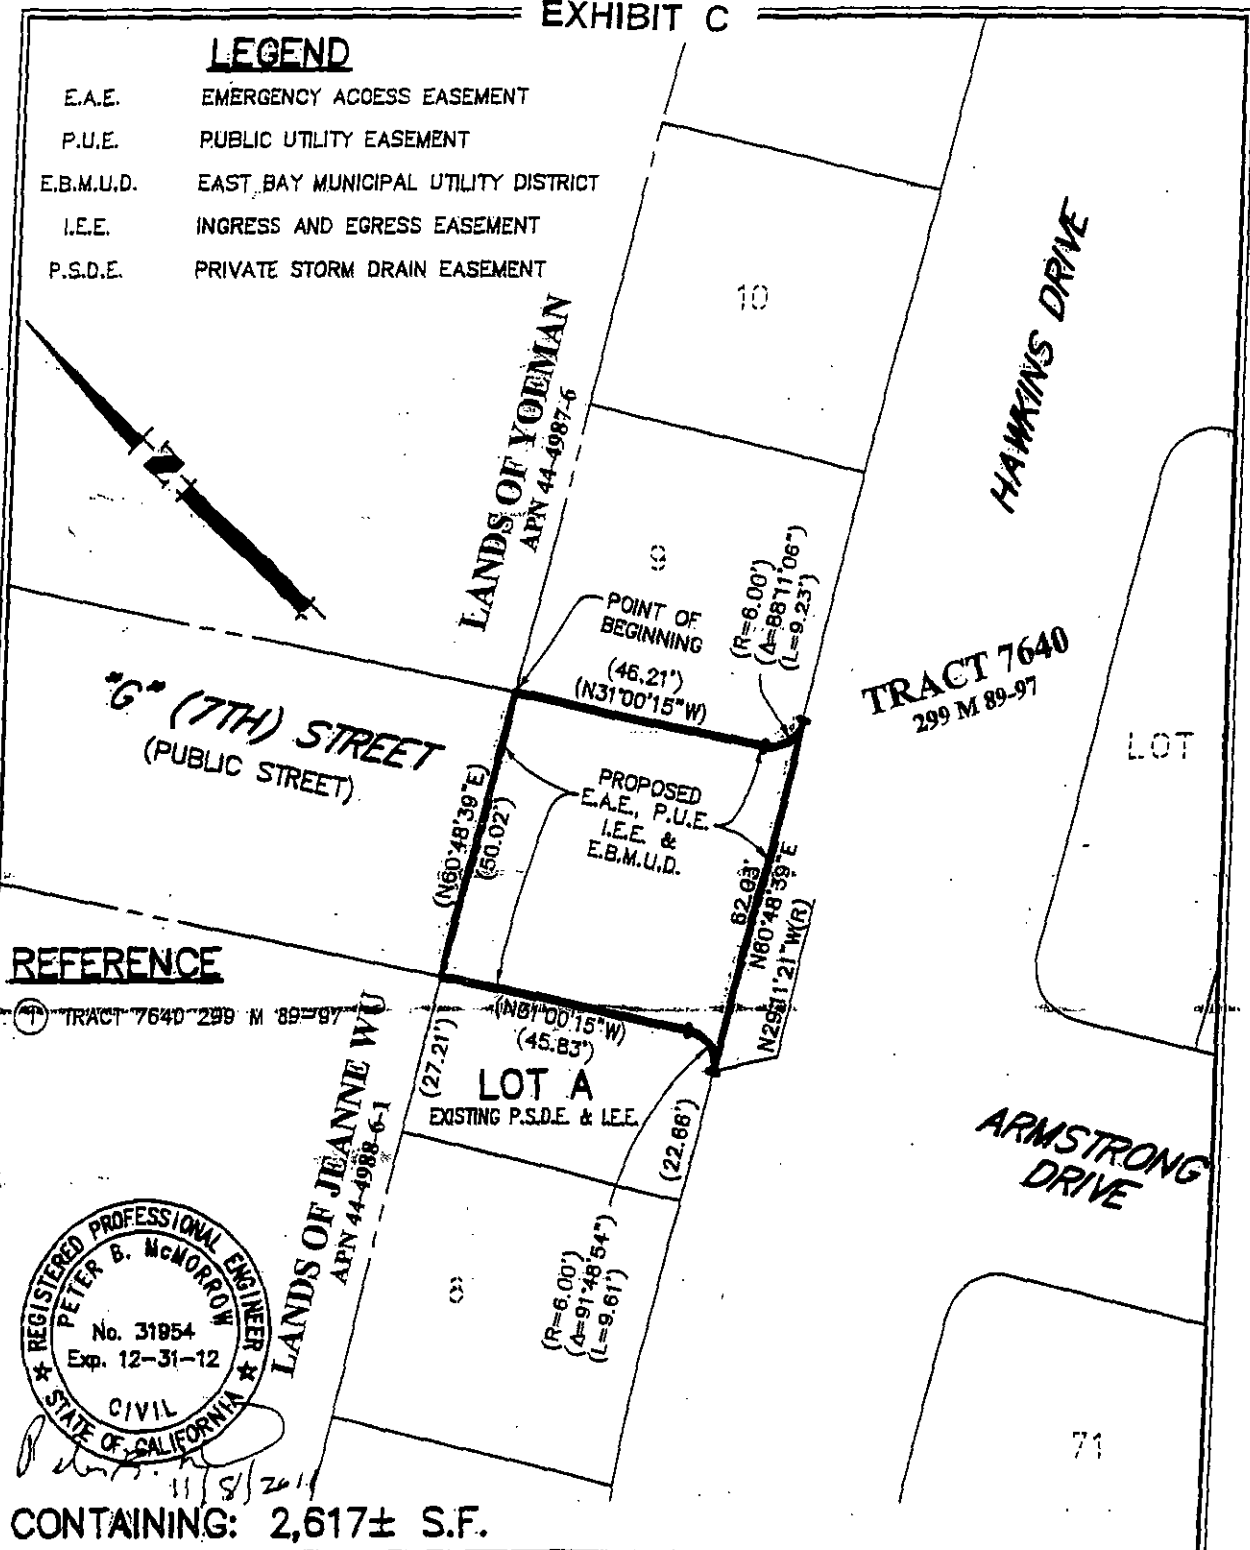 EXHIBIT C
LEGEND
E.A.E. EMERGENCY ACCESS EASEMENT
P.U.E. PUBLIC UTILITY EASEMENT
E.B.M.U.D. EAST BAY MUNICIPAL UTILITY DISTRICT
I.E.E. INGRESS AND EGRESS EASEMENT
P.S.D.E. PRIVATE STORM DRAIN EASEMENT
N
10
HAWKINS DRIVE
LANDS OF YOEMAN
APN 44-4987-6
9
(R=6.00')
(Δ=88°11'06")
(L=9.23')
POINT OF
BEGINNING
(46.21')
(N31°00'15"W)
TRACT 7640
299 M 89-97
LOT
"G" (7TH) STREET
(PUBLIC STREET)
PROPOSED
E.A.E., P.U.E.
I.E.E. &
E.B.M.U.D.
(N60°48'39"E)
(50.02')
62.03'
N60°48'39"E
N29°11'21"W(R)
REFERENCE
1 TRACT 7640 299 M 89-97
(N31°00'15"W)
(45.83')
(27.21')
LOT A
EXISTING P.S.D.E. & I.E.E.
(22.66')
LANDS OF JEANNE WU
APN 44-4988-6-1
ARMSTRONG
DRIVE
8
(R=6.00')
(Δ=91°48'54")
(L=9.61')
REGISTERED PROFESSIONAL ENGINEER
PETER B. McMORROW
No. 31954
Exp. 12-31-12
CIVIL
STATE OF CALIFORNIA
11/8/2011
71
CONTAINING: 2,617± S.F.